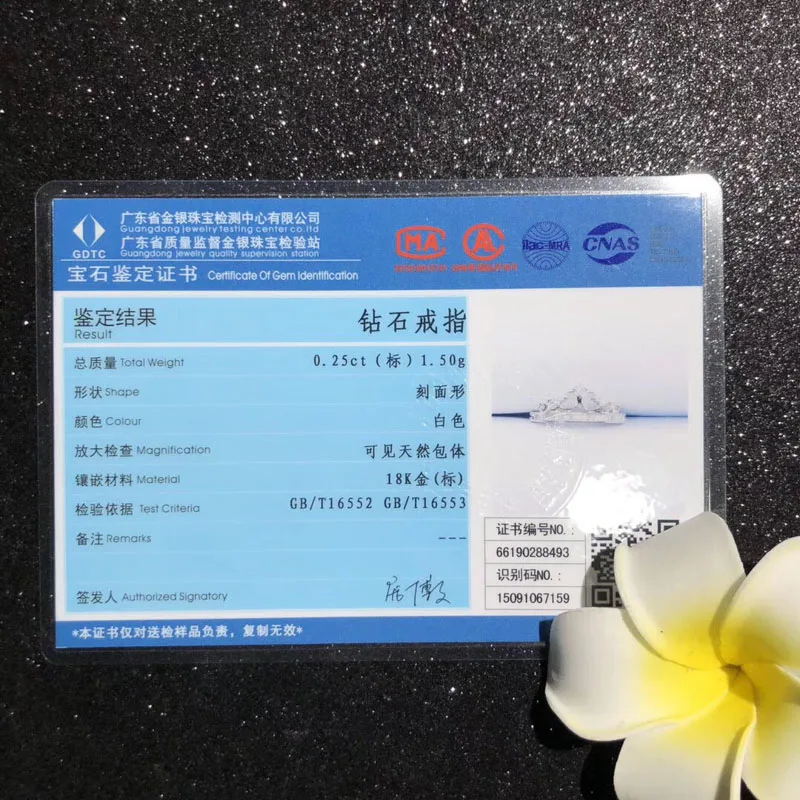 广东省金银珠宝检测中心有限公司
Guangdong jewelry testing center co.ltd
广东省质量监督金银珠宝检验站
Guangdong jewelry quality supervision station
GDTC
宝石鉴定证书 Certificate Of Gem Identification
MA
ilac-MRA
CNAS
鉴定结果 钻石戒指
Result
总质量 Total Weight 0.25ct(标)1.50g
形状 Shape 刻面形
颜色 Colour 白色
放大检查 Magnification 可见天然包体
镶嵌材料 Material 18K金(标)
检验依据 Test Criteria GB/T16552 GB/T16553
备注 Remarks ---
签发人 Authorized Signatory
证书编号NO.:
66190288493
识别码NO.:
15091067159
*本证书仅对送检样品负责,复制无效*